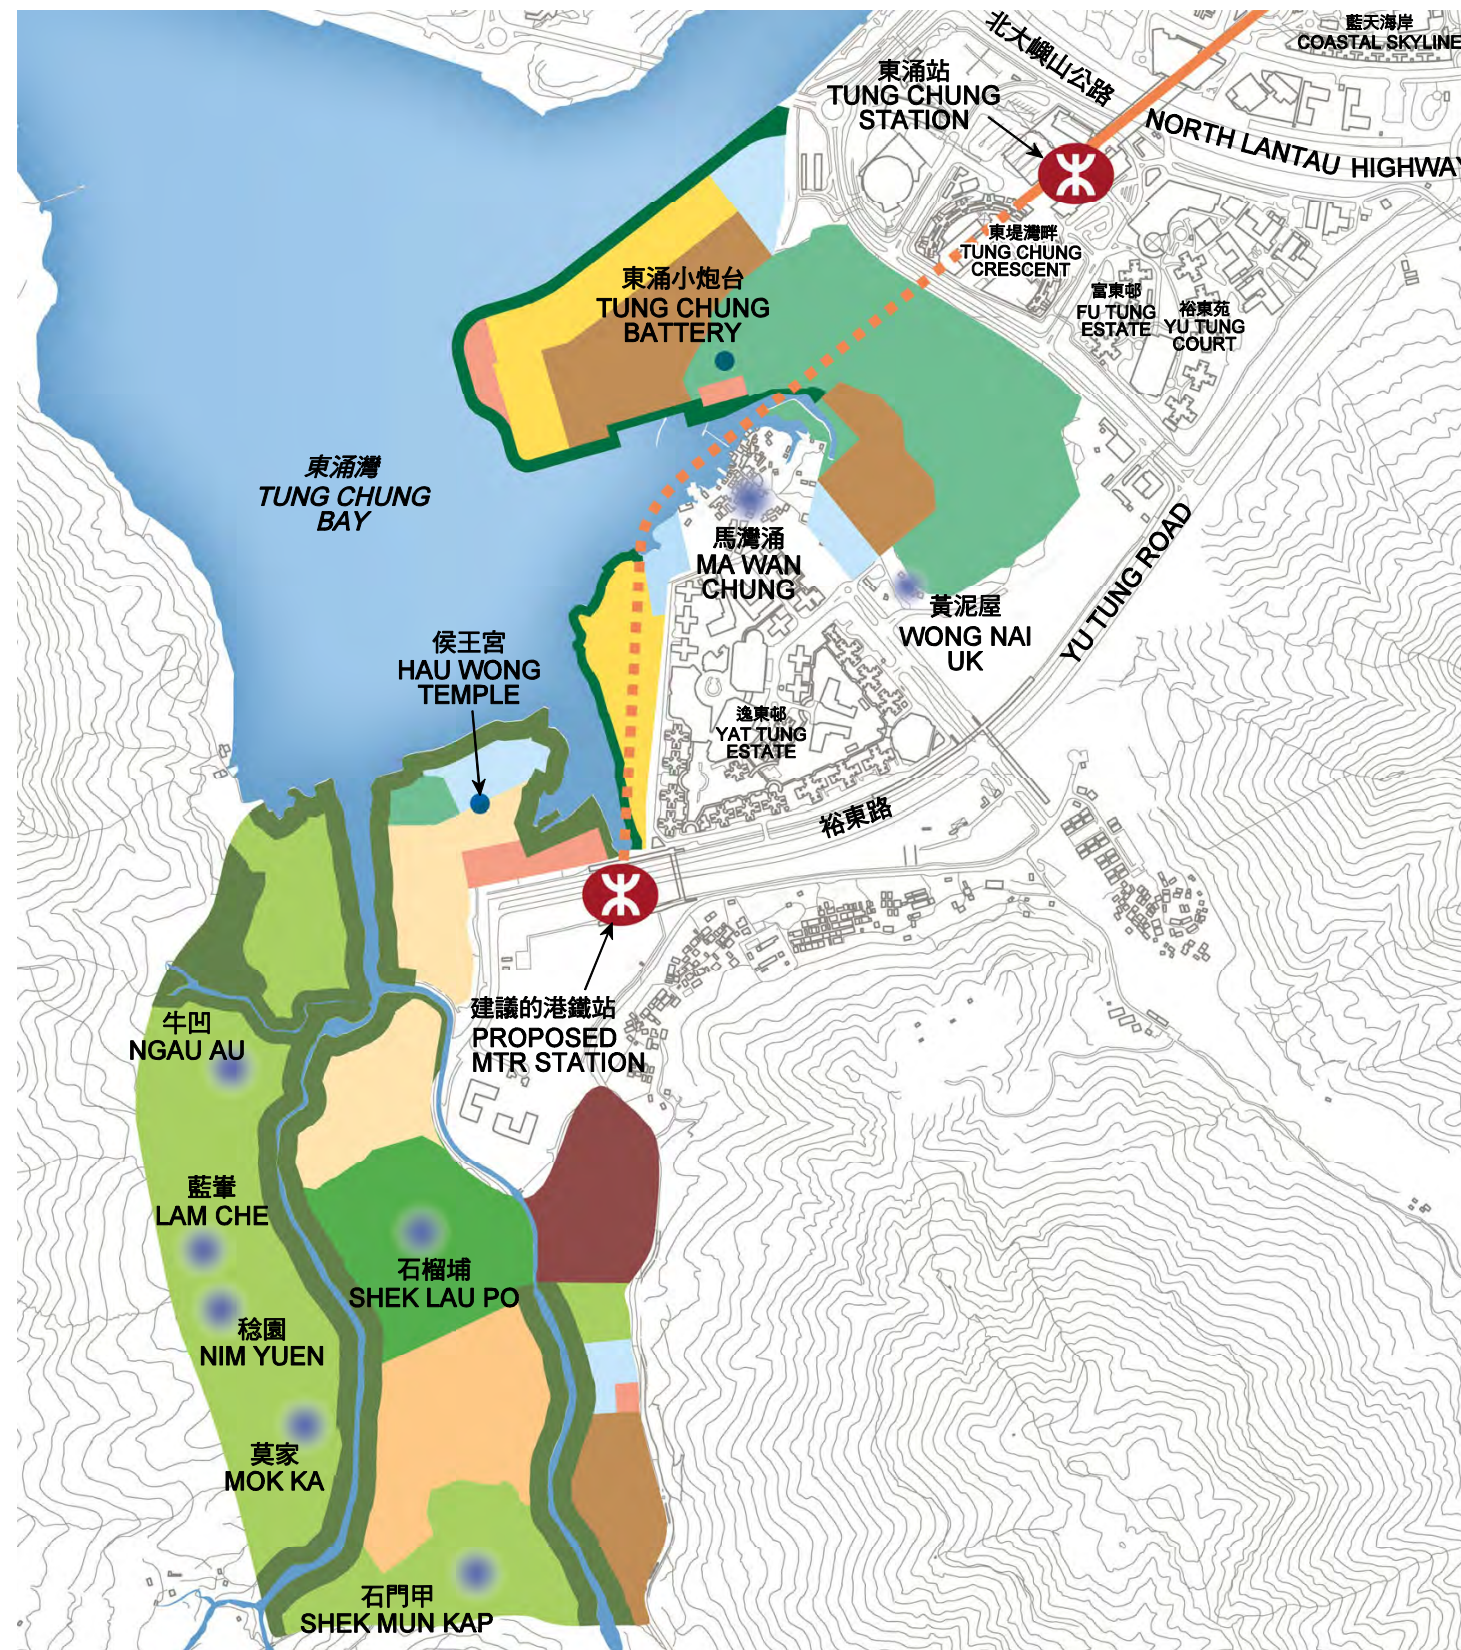 藍天海岸
COASTAL SKYLINE
北大嶼山公路
NORTH LANTAU HIGHWAY
東涌站
TUNG CHUNG
STATION
東堤灣畔
TUNG CHUNG
CRESCENT
富東邨
FU TUNG
ESTATE
裕東苑
YU TUNG
COURT
東涌小炮台
TUNG CHUNG
BATTERY
東涌灣
TUNG CHUNG
BAY
馬灣涌
MA WAN
CHUNG
黃泥屋
WONG NAI
UK
YU TUNG ROAD
侯王宮
HAU WONG
TEMPLE
逸東邨
YAT TUNG
ESTATE
裕東路
建議的港鐵站
PROPOSED
MTR STATION
牛凹
NGAU AU
藍輋
LAM CHE
石榴埔
SHEK LAU PO
稔園
NIM YUEN
莫家
MOK KA
石門甲
SHEK MUN KAP